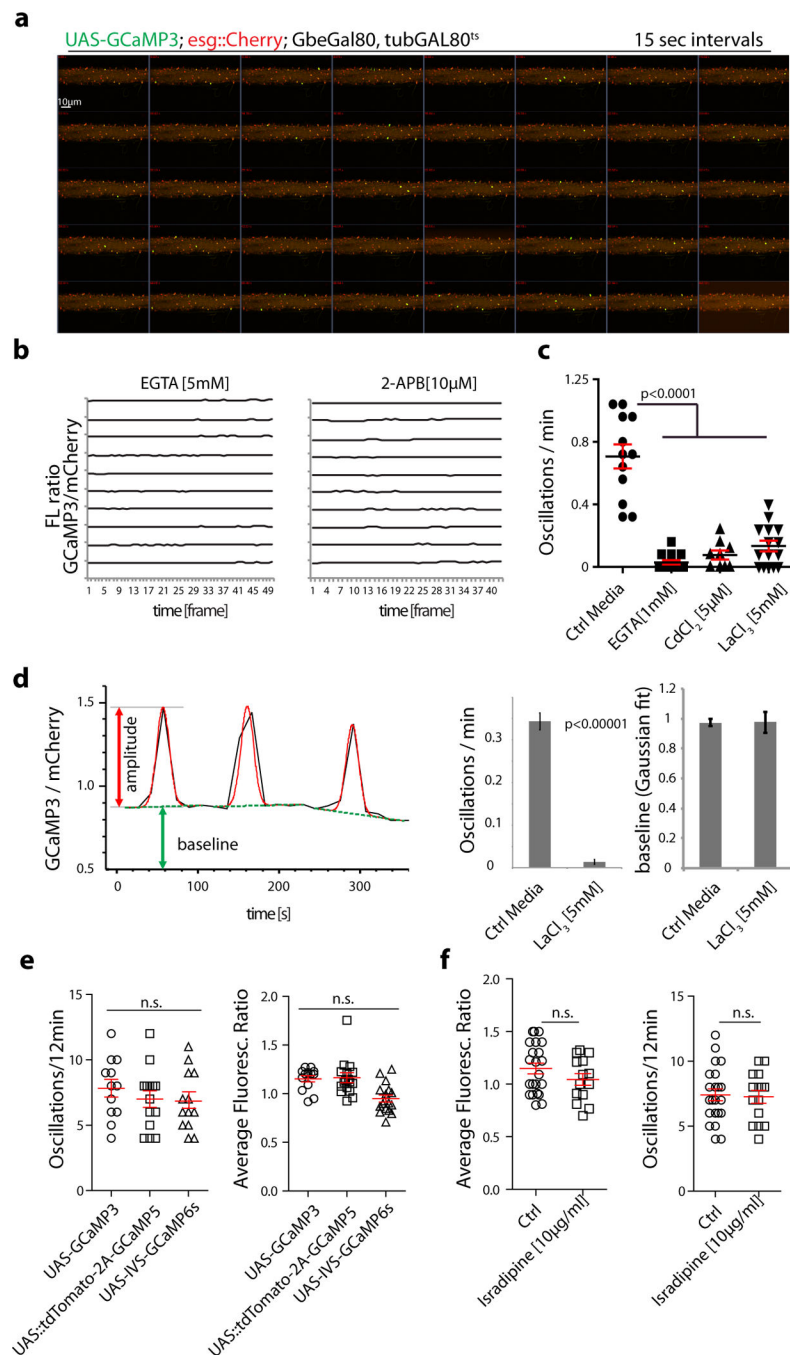 a
UAS-GCaMP3; esg::Cherry; GbeGal80, tubGAL80ts 15 sec intervals
10µm
b
EGTA [5mM]
2-APB[10µM]
FL ratio
GCaMP3/mCherry
1 5 9 13 17 21 25 29 33 37 41 45 49
1 4 7 10 13 16 19 22 25 28 31 34 37 40
time [frame]
time [frame]
c
Oscillations / min
1.25
0.8
0.4
0
p<0.0001
Ctrl Media
EGTA[1mM]
CdCl2 [5µM]
LaCl3 [5mM]
d
GCaMP3 / mCherry
1.5
1.0
0.5
amplitude
baseline
0 100 200 300
time[s]
Oscillations / min
0.3
0.2
0.1
0
p<0.00001
Ctrl Media
LaCl3 [5mM]
baseline (Gaussian fit)
1.2
1
0.8
0.6
0.4
0.2
0
Ctrl Media
LaCl3 [5mM]
e
Oscillations/12min
15
10
5
0
n.s.
UAS-GCaMP3
UAS::tdTomato-2A-GCaMP5
UAS-IVS-GCaMP6s
Average Fluoresc. Ratio
2.0
1.5
1.0
0.0
n.s.
UAS-GCaMP3
UAS::tdTomato-2A-GCaMP5
UAS-IVS-GCaMP6s
f
Average Fluoresc. Ratio
2.0
1.5
1.0
0.0
n.s.
Ctrl
Isradipine [10µg/ml]
Oscillations/12min
15
10
5
0
n.s.
Ctrl
Isradipine [10µg/ml]